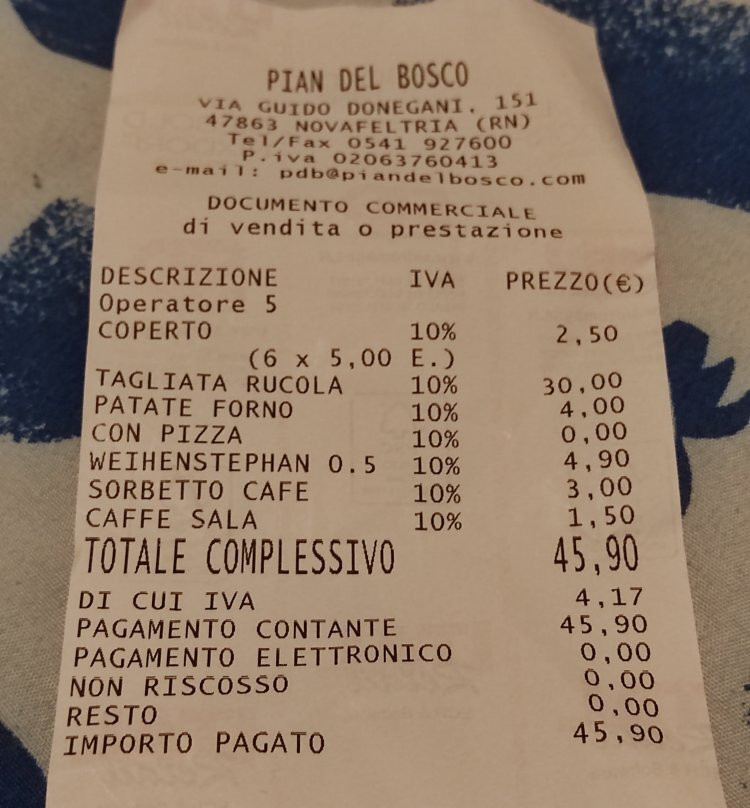 PIAN DEL BOSCO
VIA GUIDO DONEGANI. 151
47863 NOVAFELTRIA (RN)
Tel/Fax 0541 927600
P.iva 02063760413
e-mail: pdb@piandelbosco.com
DOCUMENTO COMMERCIALE
di vendita o prestazione
DESCRIZIONE IVA PREZZO(€)
Operatore 5
COPERTO 10% 2,50
(6 x 5,00 E.)
TAGLIATA RUCOLA 10% 30,00
PATATE FORNO 10% 4,00
CON PIZZA 10% 0,00
WEIHENSTEPHAN 0.5 10% 4,90
SORBETTO CAFE 10% 3,00
CAFFE SALA 10% 1,50
TOTALE COMPLESSIVO 45,90
DI CUI IVA 4,17
PAGAMENTO CONTANTE 45,90
PAGAMENTO ELETTRONICO 0,00
NON RISCOSSO 0,00
RESTO 0,00
IMPORTO PAGATO 45,90